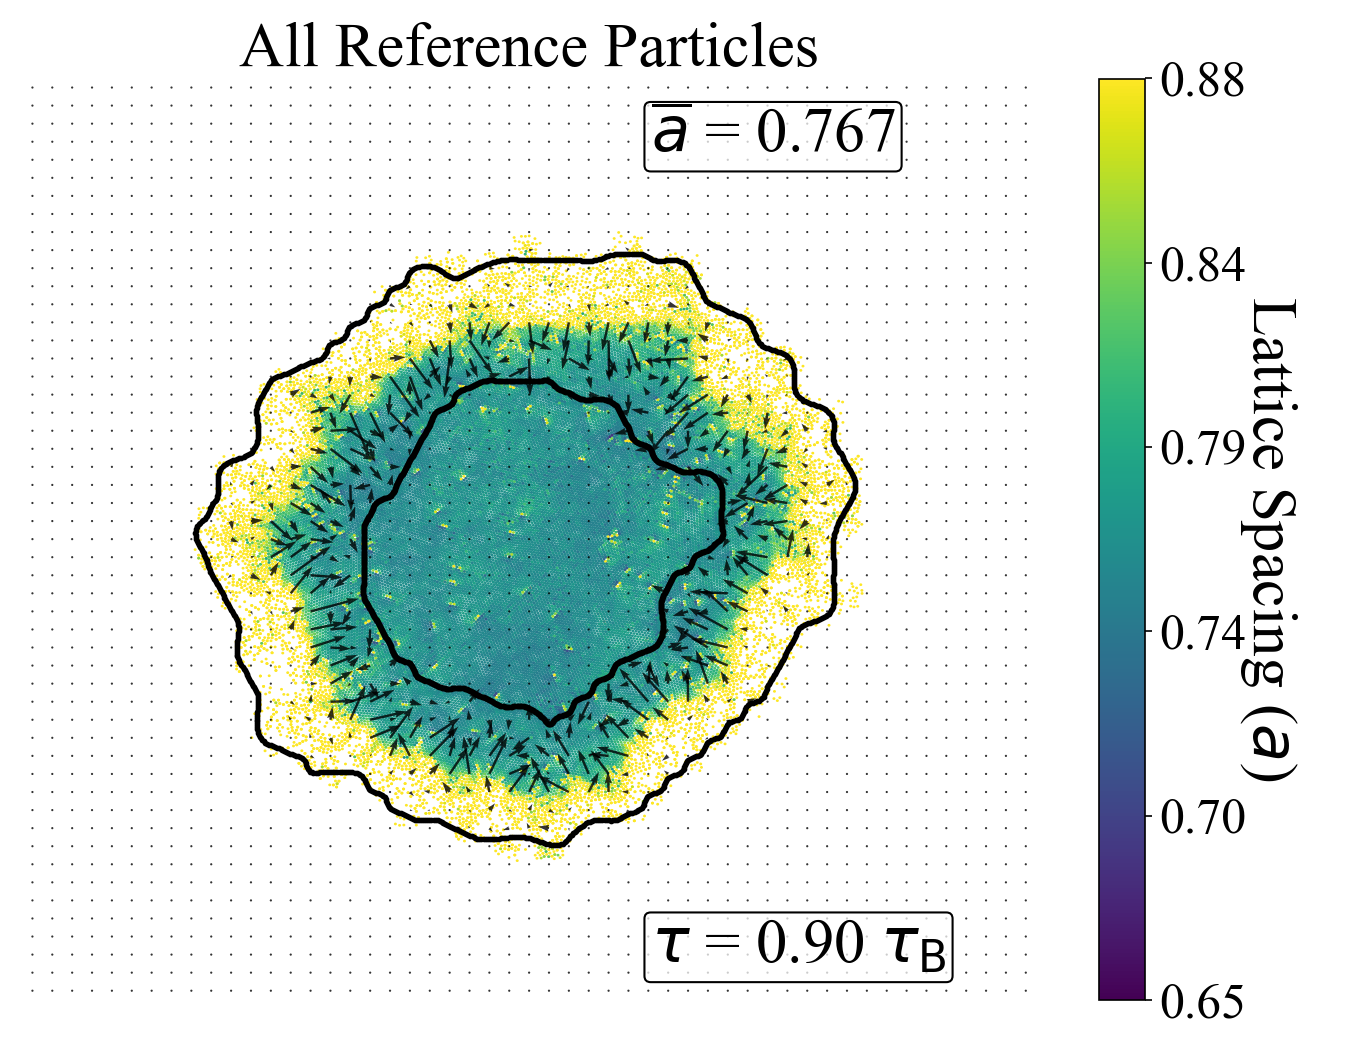 All Reference Particles
a̅ = 0.767
τ = 0.90 τ_B
0.88
0.84
0.79
0.74
0.70
0.65
Lattice Spacing (a)